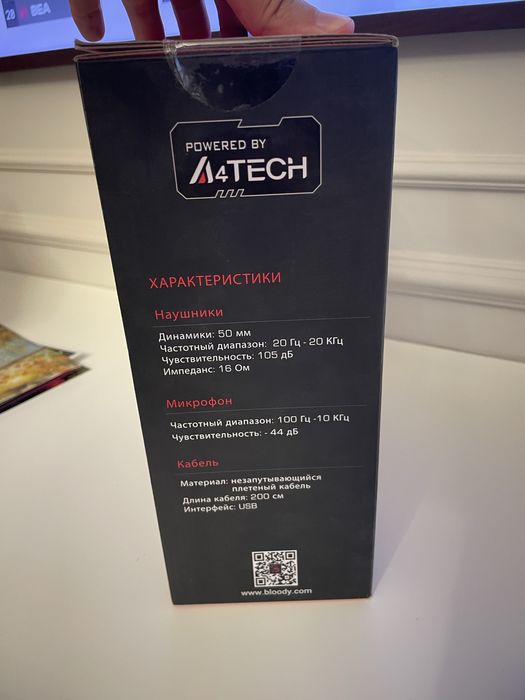 28 BEA
POWERED BY
A4TECH
ХАРАКТЕРИСТИКИ
Наушники
Динамики: 50 мм
Частотный диапазон: 20 Гц - 20 КГц
Чувствительность: 105 дБ
Импеданс: 16 Ом
Микрофон
Частотный диапазон: 100 Гц -10 КГц
Чувствительность: - 44 дБ
Кабель
Материал: незапутывающийся
плетеный кабель
Длина кабеля: 200 см
Интерфейс: USB
www.bloody.com